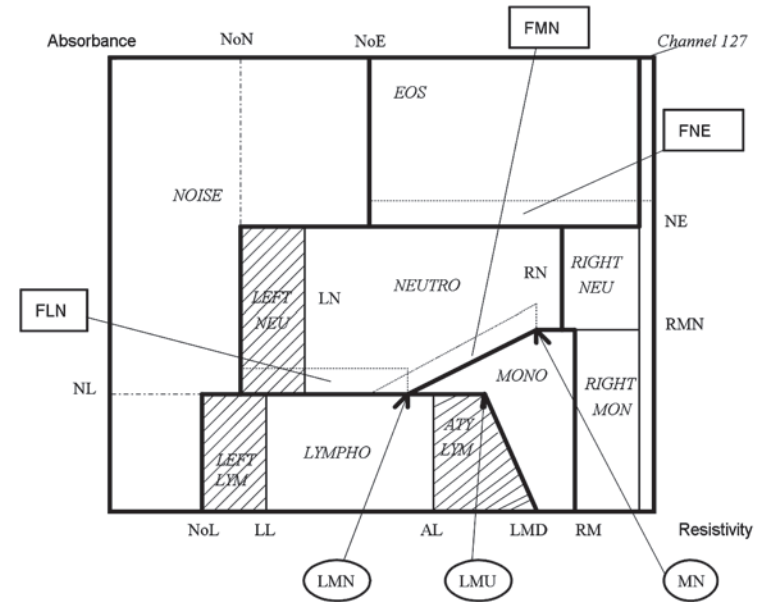 FMN
Absorbance
NoN
NoE
Channel 127
EOS
FNE
NOISE
NE
LEFT
NEU
LN
NEUTRO
RN
RIGHT
NEU
FLN
RMN
NL
MONO
RIGHT
MON
LEFT
LYM
LYMPHO
ATY
LYM
NoL
LL
AL
LMD
RM
Resistivity
LMN
LMU
MN